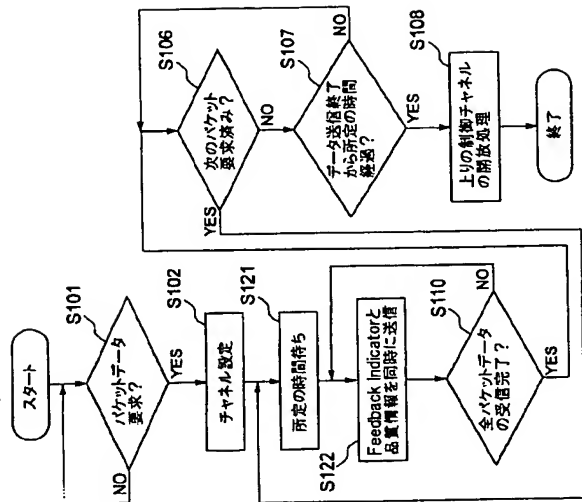 スタート
S101
パケットデータ
要求?
NO
YES
S102
チャネル設定
S121
所定の時間待ち
S122
Feedback Indicatorと
品質情報を同時に送信
S110
全パケットデータ
の受信完了?
NO
YES
S106
次のパケット
要求済み?
YES
NO
S107
データ送信終了
から所定の時間
経過?
NO
YES
S108
上りの制御チャネル
の開放処理
終了